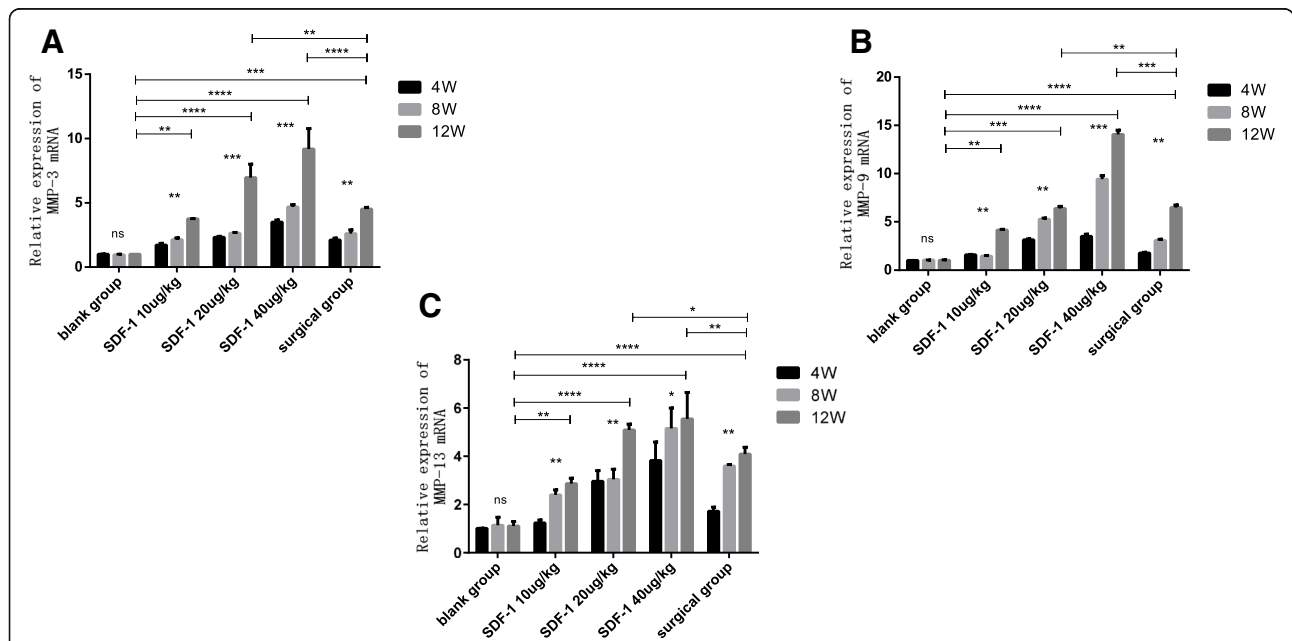 A
**
****
***
****
****
**
***
***
**
**
ns
15
10
5
0
Relative expression of
MMP-3 mRNA
4W
8W
12W
blank group
SDF-1 10ug/kg
SDF-1 20ug/kg
SDF-1 40ug/kg
surgical group
B
**
***
****
****
***
**
***
**
**
**
ns
20
15
10
5
0
Relative expression of
MMP-9 mRNA
4W
8W
12W
blank group
SDF-1 10ug/kg
SDF-1 20ug/kg
SDF-1 40ug/kg
surgical group
C
*
**
****
****
****
**
*
**
**
**
ns
8
6
4
2
0
Relative expression of
MMP-13 mRNA
4W
8W
12W
blank group
SDF-1 10ug/kg
SDF-1 20ug/kg
SDF-1 40ug/kg
surgical group